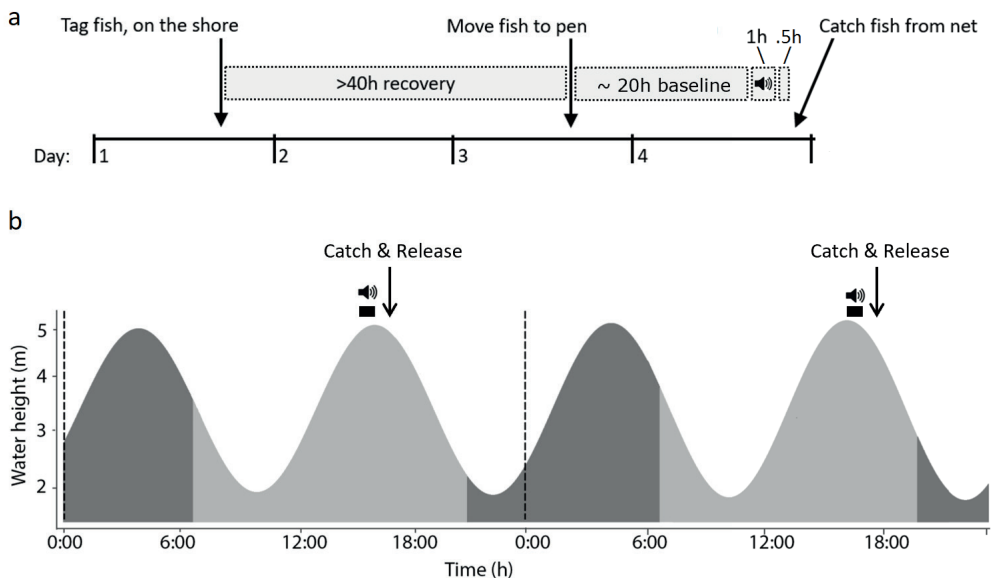 a
Tag fish, on the shore
Move fish to pen
1h .5h
Catch fish from net
>40h recovery
~ 20h baseline
Day: 1 2 3 4
b
Catch & Release
Catch & Release
Water height (m)
5
4
3
2
0:00 6:00 12:00 18:00 0:00 6:00 12:00 18:00
Time (h)